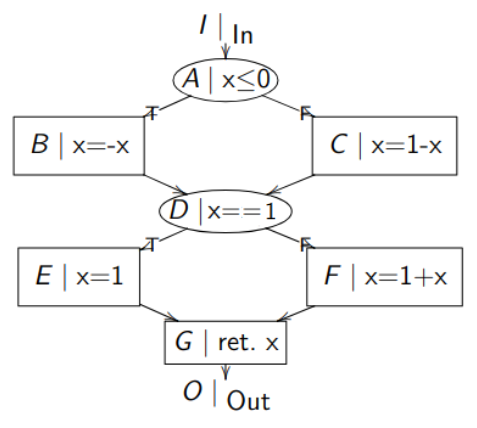 I | In
A | x≤0
T
F
B | x=-x
C | x=1-x
D |x==1
T
F
E | x=1
F | x=1+x
G | ret. x
O | Out